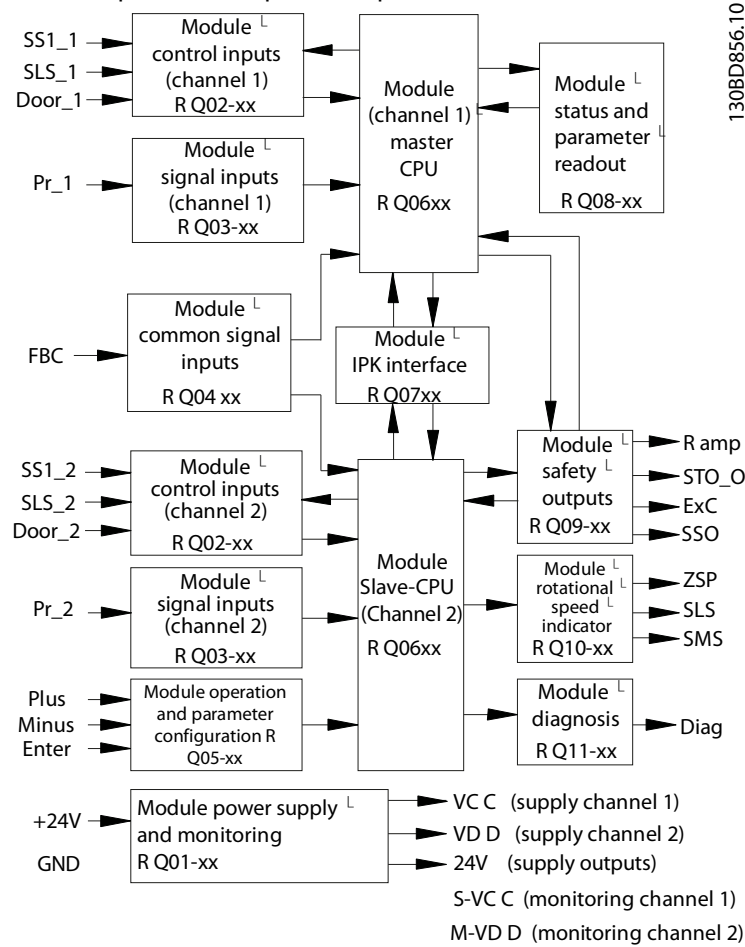 130BD856.10
SS1_1
SLS_1
Door_1
Module
control inputs
(channel 1)
R Q02-xx
Module
(channel 1)
master
CPU
R Q06xx
Module
status and
parameter
readout
R Q08-xx
Pr_1
Module
signal inputs
(channel 1)
R Q03-xx
FBC
Module
common signal
inputs
R Q04 xx
Module
IPK interface
R Q07xx
SS1_2
SLS_2
Door_2
Module
control inputs
(channel 2)
R Q02-xx
Module
Slave-CPU
(Channel 2)
R Q06xx
Module
safety
outputs
R Q09-xx
R amp
STO_O
ExC
SSO
Pr_2
Module
signal inputs
(channel 2)
R Q03-xx
Module
rotational
speed
indicator
R Q10-xx
ZSP
SLS
SMS
Plus
Minus
Enter
Module operation
and parameter
configuration R
Q05-xx
Module
diagnosis
R Q11-xx
Diag
+24V
GND
Module power supply
and monitoring
R Q01-xx
VC C (supply channel 1)
VD D (supply channel 2)
24V (supply outputs)
S-VC C (monitoring channel 1)
M-VD D (monitoring channel 2)